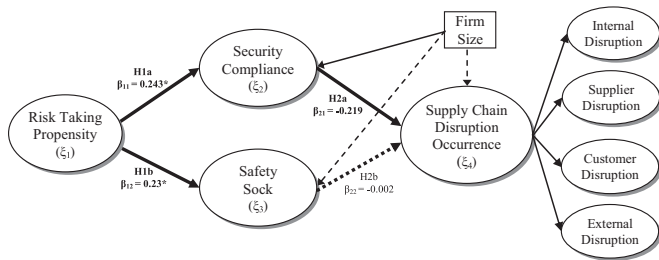 Risk Taking
Propensity
(ξ₁)
H1a
β₁₁ = 0.243*
H1b
β₁₂ = 0.23*
Security
Compliance
(ξ₂)
Safety
Sock
(ξ₃)
H2a
β₂₁ = -0.219
H2b
β₂₂ = -0.002
Firm
Size
Supply Chain
Disruption
Occurrence
(ξ₄)
Internal
Disruption
Supplier
Disruption
Customer
Disruption
External
Disruption